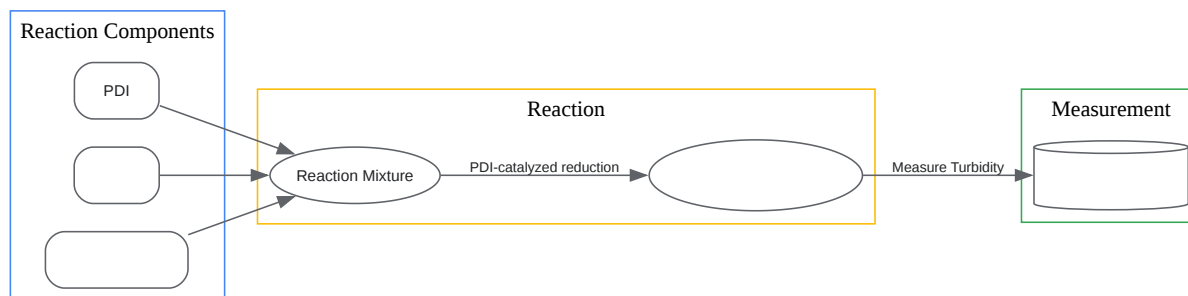 Reaction Components
PDI
Reaction
Reaction Mixture
PDI-catalyzed reduction
Measure Turbidity
Measurement